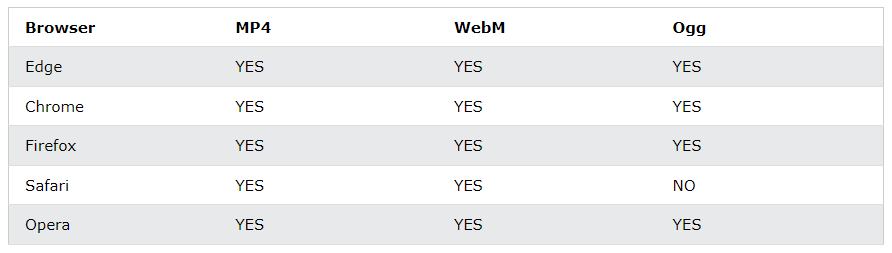 Browser MP4 WebM Ogg
Edge YES YES YES
Chrome YES YES YES
Firefox YES YES YES
Safari YES YES NO
Opera YES YES YES